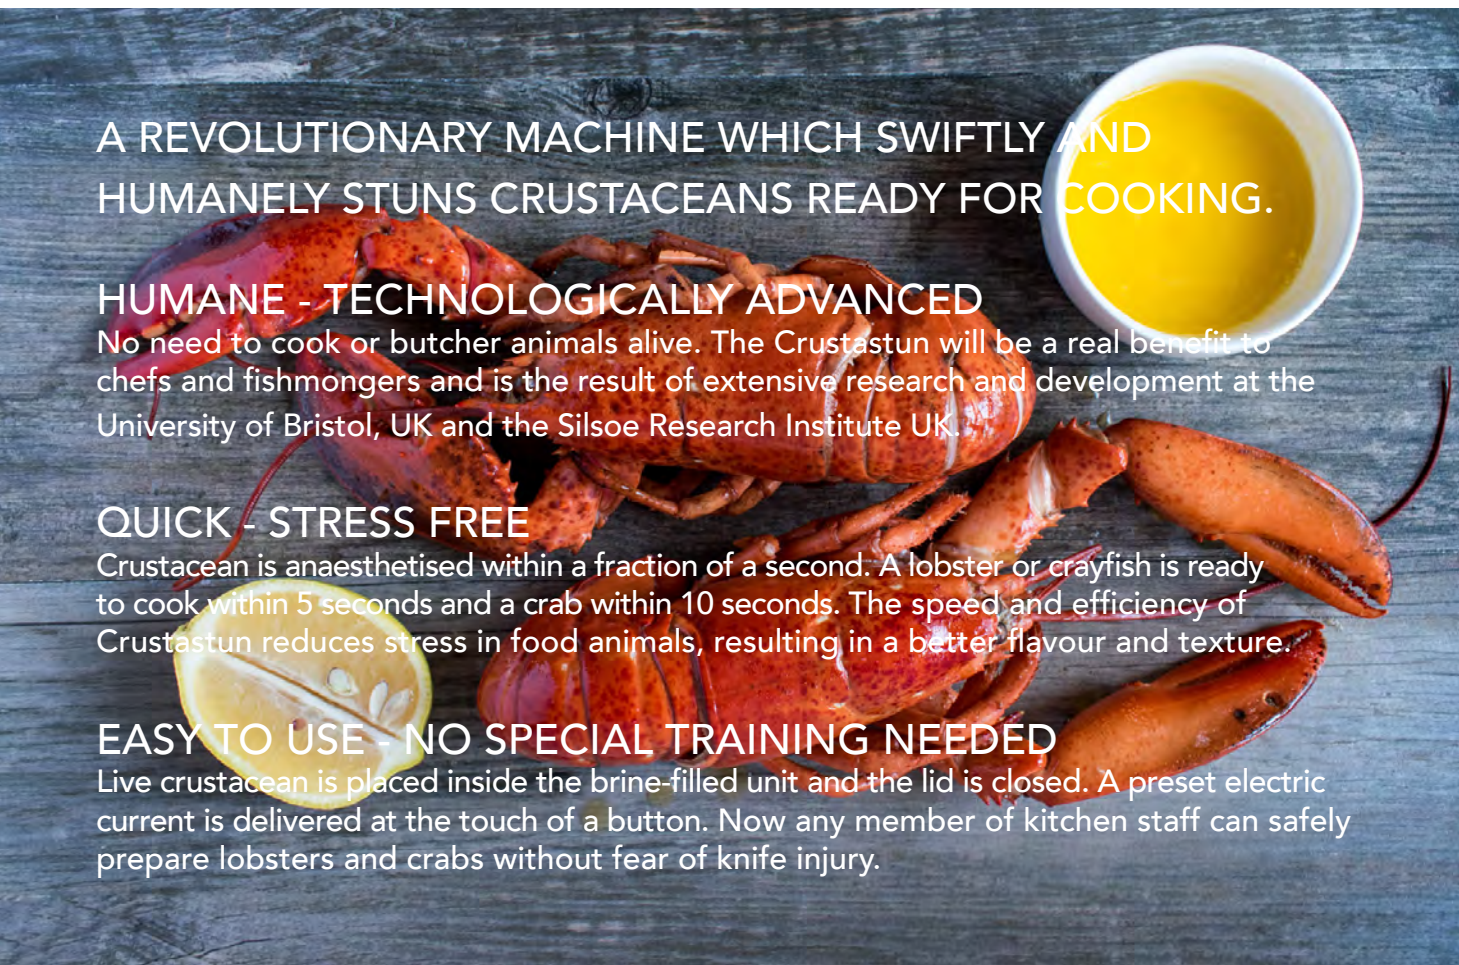 A REVOLUTIONARY MACHINE WHICH SWIFTLY AND
HUMANELY STUNS CRUSTACEANS READY FOR COOKING.
HUMANE - TECHNOLOGICALLY ADVANCED
No need to cook or butcher animals alive. The Crustastun will be a real benefit to
chefs and fishmongers and is the result of extensive research and development at the
University of Bristol, UK and the Silsoe Research Institute UK.
QUICK - STRESS FREE
Crustacean is anaesthetised within a fraction of a second. A lobster or crayfish is ready
to cook within 5 seconds and a crab within 10 seconds. The speed and efficiency of
Crustastun reduces stress in food animals, resulting in a better flavour and texture.
EASY TO USE - NO SPECIAL TRAINING NEEDED
Live crustacean is placed inside the brine-filled unit and the lid is closed. A preset electric
current is delivered at the touch of a button. Now any member of kitchen staff can safely
prepare lobsters and crabs without fear of knife injury.